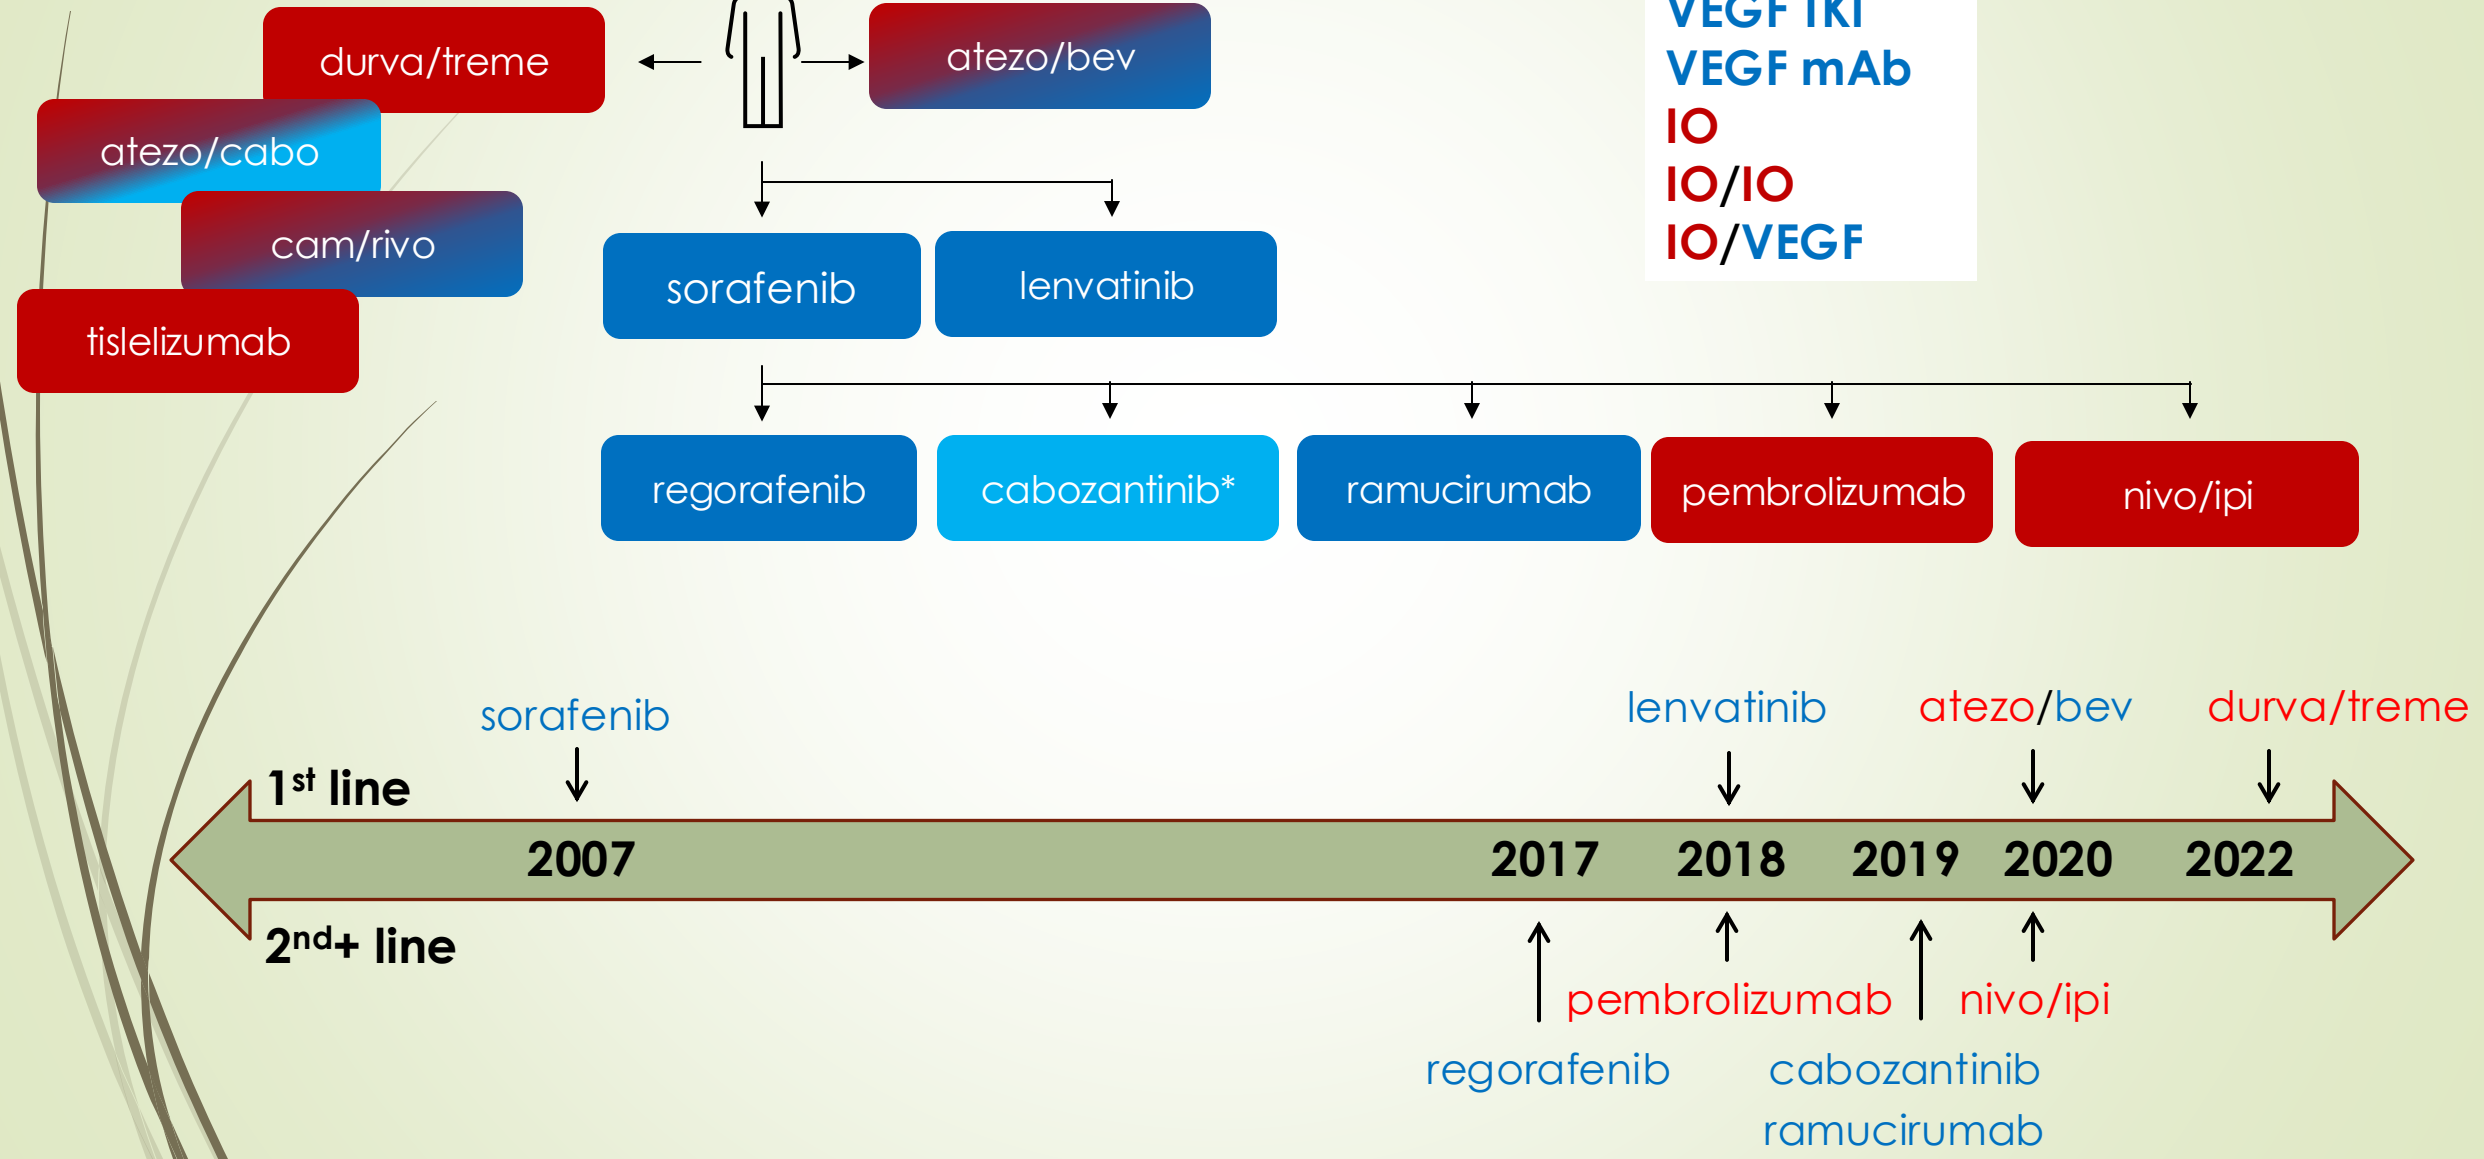 VEGF TKI
durva/treme
atezo/bev
VEGF mAb
IO
atezo/cabo
IO/IO
cam/rivo
IO/VEGF
sorafenib
lenvatinib
tislelizumab
regorafenib
cabozantinib*
ramucirumab
pembrolizumab
nivo/ipi
sorafenib
lenvatinib
atezo/bev
durva/treme
1st line
2007
2017
2018
2019
2020
2022
2nd+ line
pembrolizumab
nivo/ipi
regorafenib
cabozantinib
ramucirumab